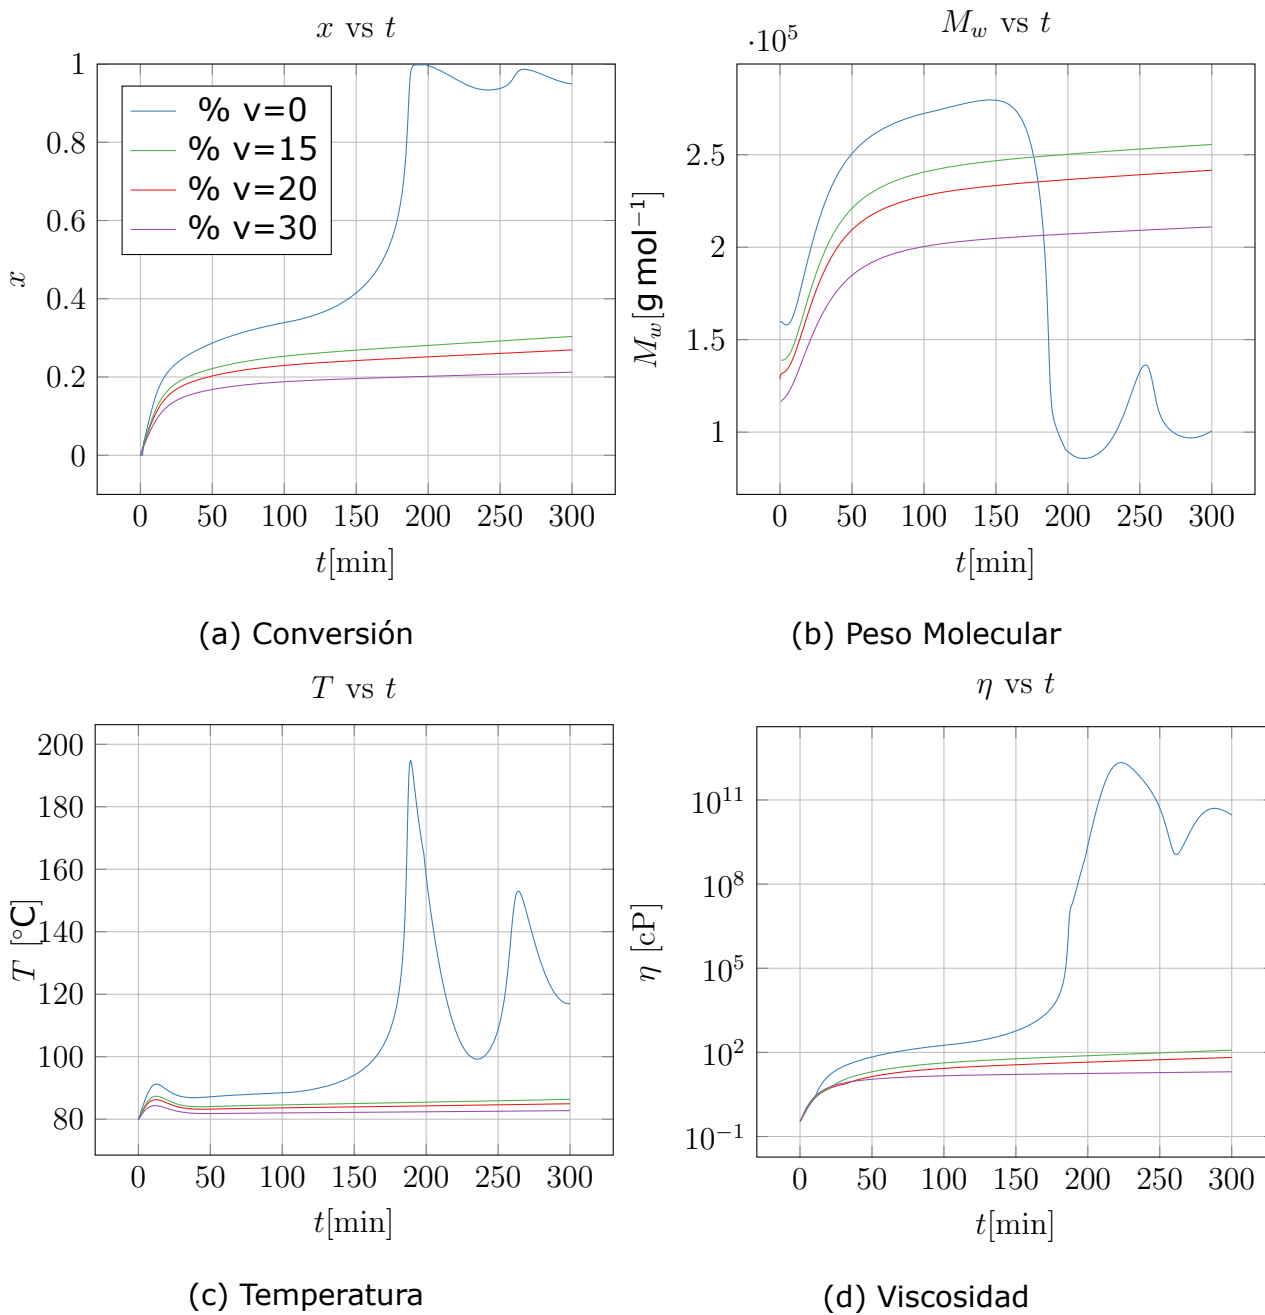 x vs t
1
0.8
0.6
0.4
0.2
0
% v=0
% v=15
% v=20
% v=30
x
0 50 100 150 200 250 300
t[min]
(a) Conversión
M_w vs t
·10^5
2.5
2
1.5
1
M_w[g mol^−1]
0 50 100 150 200 250 300
t[min]
(b) Peso Molecular
T vs t
200
180
160
140
120
100
80
T [°C]
0 50 100 150 200 250 300
t[min]
(c) Temperatura
η vs t
10^11
10^8
10^5
10^2
10^−1
η [cP]
0 50 100 150 200 250 300
t[min]
(d) Viscosidad